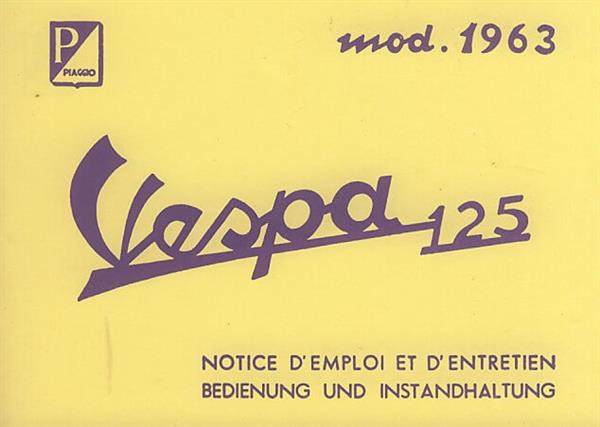 P
PIAGGIO
mod. 1963
Vespa 125
NOTICE D'EMPLOI ET D'ENTRETIEN
BEDIENUNG UND INSTANDHALTUNG